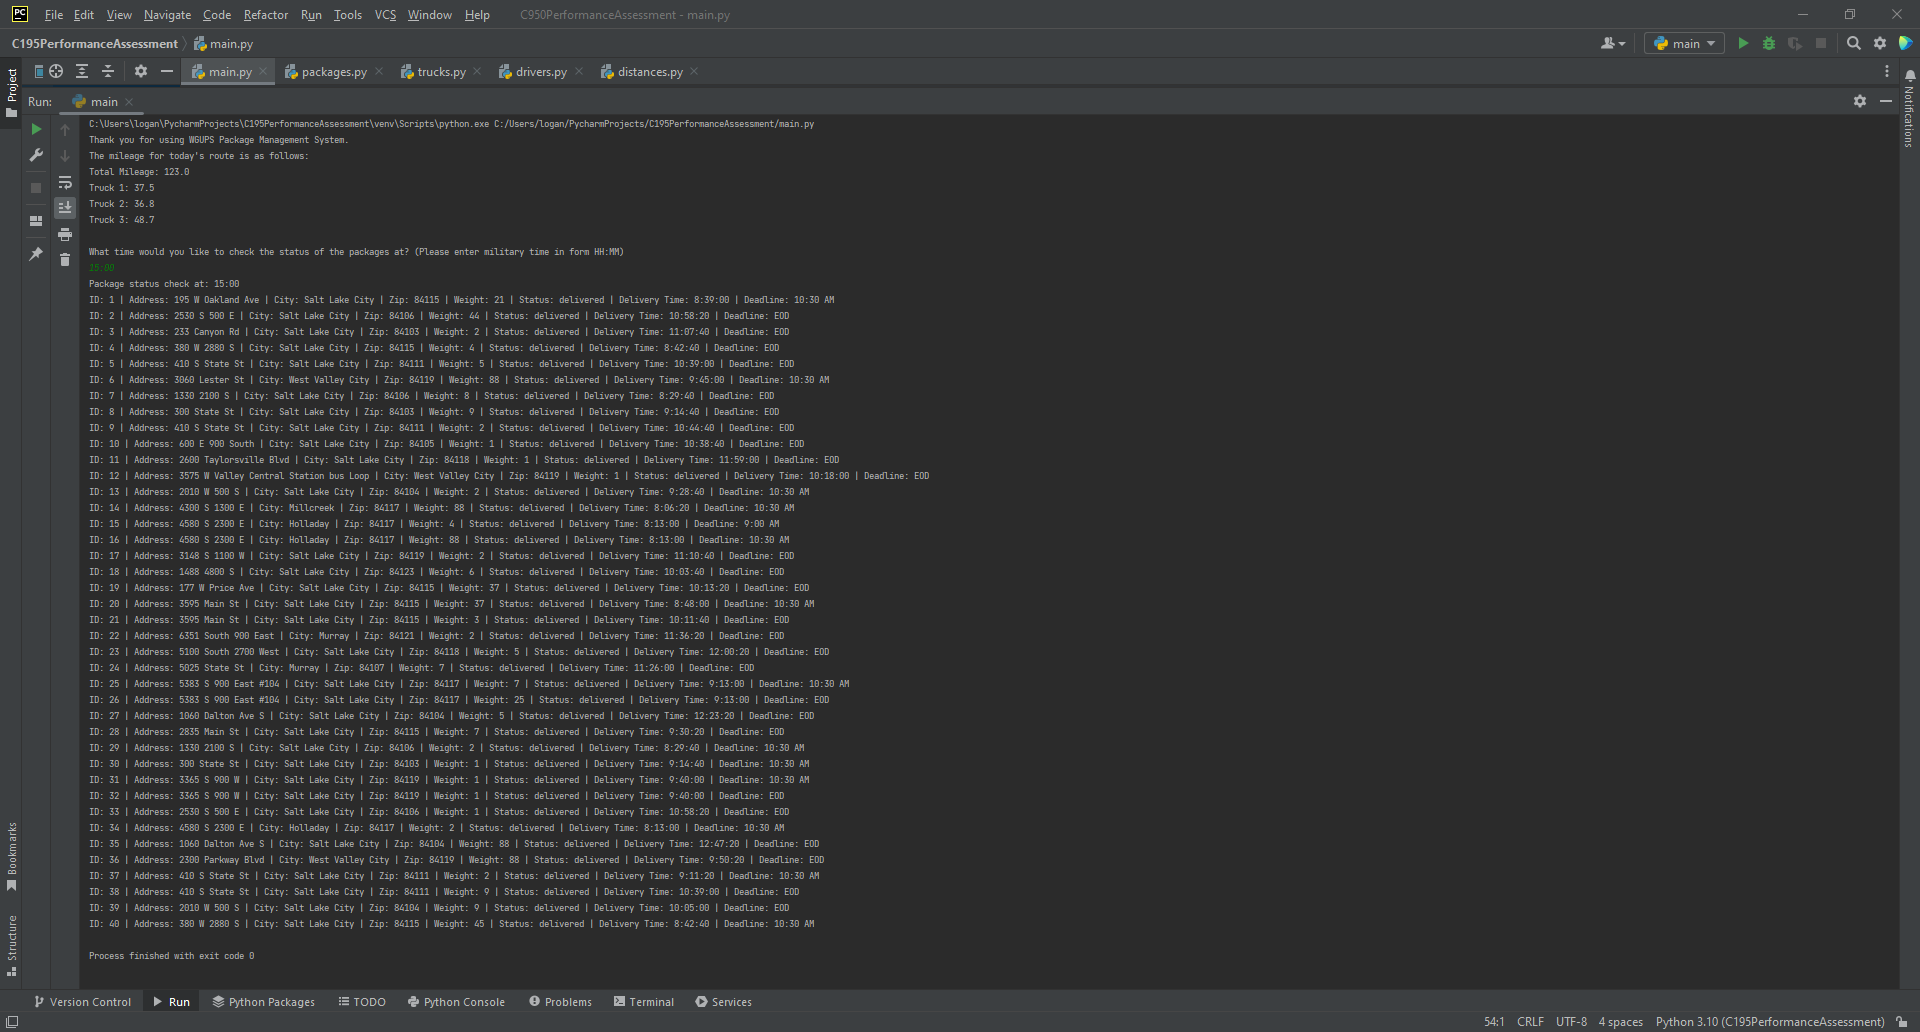 PC File Edit View Navigate Code Refactor Run Tools VCS Window Help C950PerformanceAssessment - main.py
C195PerformanceAssessment main.py main
Project main.py packages.py trucks.py drivers.py distances.py
Run: main
Notifications
C:\Users\logan\PycharmProjects\C195PerformanceAssessment\venv\Scripts\python.exe C:/Users/logan/PycharmProjects/C195PerformanceAssessment/main.py
Thank you for using WGUPS Package Management System.
The mileage for today's route is as follows:
Total Mileage: 123.0
Truck 1: 37.5
Truck 2: 36.8
Truck 3: 48.7
What time would you like to check the status of the packages at? (Please enter military time in form HH:MM)
15:00
Package status check at: 15:00
ID: 1 | Address: 195 W Oakland Ave | City: Salt Lake City | Zip: 84115 | Weight: 21 | Status: delivered | Delivery Time: 8:39:00 | Deadline: 10:30 AM
ID: 2 | Address: 2530 S 500 E | City: Salt Lake City | Zip: 84106 | Weight: 44 | Status: delivered | Delivery Time: 10:58:20 | Deadline: EOD
ID: 3 | Address: 233 Canyon Rd | City: Salt Lake City | Zip: 84103 | Weight: 2 | Status: delivered | Delivery Time: 11:07:40 | Deadline: EOD
ID: 4 | Address: 380 W 2880 S | City: Salt Lake City | Zip: 84115 | Weight: 4 | Status: delivered | Delivery Time: 8:42:40 | Deadline: EOD
ID: 5 | Address: 410 S State St | City: Salt Lake City | Zip: 84111 | Weight: 5 | Status: delivered | Delivery Time: 10:39:00 | Deadline: EOD
ID: 6 | Address: 3060 Lester St | City: West Valley City | Zip: 84119 | Weight: 88 | Status: delivered | Delivery Time: 9:45:00 | Deadline: 10:30 AM
ID: 7 | Address: 1330 2100 S | City: Salt Lake City | Zip: 84106 | Weight: 8 | Status: delivered | Delivery Time: 8:29:40 | Deadline: EOD
ID: 8 | Address: 300 State St | City: Salt Lake City | Zip: 84103 | Weight: 9 | Status: delivered | Delivery Time: 9:14:40 | Deadline: EOD
ID: 9 | Address: 410 S State St | City: Salt Lake City | Zip: 84111 | Weight: 2 | Status: delivered | Delivery Time: 10:44:40 | Deadline: EOD
ID: 10 | Address: 600 E 900 South | City: Salt Lake City | Zip: 84105 | Weight: 1 | Status: delivered | Delivery Time: 10:38:40 | Deadline: EOD
ID: 11 | Address: 2600 Taylorsville Blvd | City: Salt Lake City | Zip: 84118 | Weight: 1 | Status: delivered | Delivery Time: 11:59:00 | Deadline: EOD
ID: 12 | Address: 3575 W Valley Central Station bus Loop | City: West Valley City | Zip: 84119 | Weight: 1 | Status: delivered | Delivery Time: 10:18:00 | Deadline: EOD
ID: 13 | Address: 2010 W 500 S | City: Salt Lake City | Zip: 84104 | Weight: 2 | Status: delivered | Delivery Time: 9:28:40 | Deadline: 10:30 AM
ID: 14 | Address: 4300 S 1300 E | City: Millcreek | Zip: 84117 | Weight: 88 | Status: delivered | Delivery Time: 8:06:20 | Deadline: 10:30 AM
ID: 15 | Address: 4580 S 2300 E | City: Holladay | Zip: 84117 | Weight: 4 | Status: delivered | Delivery Time: 8:13:00 | Deadline: 9:00 AM
ID: 16 | Address: 4580 S 2300 E | City: Holladay | Zip: 84117 | Weight: 88 | Status: delivered | Delivery Time: 8:13:00 | Deadline: 10:30 AM
ID: 17 | Address: 3148 S 1100 W | City: Salt Lake City | Zip: 84119 | Weight: 2 | Status: delivered | Delivery Time: 11:10:40 | Deadline: EOD
ID: 18 | Address: 1488 4800 S | City: Salt Lake City | Zip: 84123 | Weight: 6 | Status: delivered | Delivery Time: 10:03:40 | Deadline: EOD
ID: 19 | Address: 177 W Price Ave | City: Salt Lake City | Zip: 84115 | Weight: 37 | Status: delivered | Delivery Time: 10:13:20 | Deadline: EOD
ID: 20 | Address: 3595 Main St | City: Salt Lake City | Zip: 84115 | Weight: 37 | Status: delivered | Delivery Time: 8:48:00 | Deadline: 10:30 AM
ID: 21 | Address: 3595 Main St | City: Salt Lake City | Zip: 84115 | Weight: 3 | Status: delivered | Delivery Time: 10:11:40 | Deadline: EOD
ID: 22 | Address: 6351 South 900 East | City: Murray | Zip: 84121 | Weight: 2 | Status: delivered | Delivery Time: 11:36:20 | Deadline: EOD
ID: 23 | Address: 5100 South 2700 West | City: Salt Lake City | Zip: 84118 | Weight: 5 | Status: delivered | Delivery Time: 12:00:20 | Deadline: EOD
ID: 24 | Address: 5025 State St | City: Murray | Zip: 84107 | Weight: 7 | Status: delivered | Delivery Time: 11:26:00 | Deadline: EOD
ID: 25 | Address: 5383 S 900 East #104 | City: Salt Lake City | Zip: 84117 | Weight: 7 | Status: delivered | Delivery Time: 9:13:00 | Deadline: 10:30 AM
ID: 26 | Address: 5383 S 900 East #104 | City: Salt Lake City | Zip: 84117 | Weight: 25 | Status: delivered | Delivery Time: 9:13:00 | Deadline: EOD
ID: 27 | Address: 1060 Dalton Ave S | City: Salt Lake City | Zip: 84104 | Weight: 5 | Status: delivered | Delivery Time: 12:23:20 | Deadline: EOD
ID: 28 | Address: 2835 Main St | City: Salt Lake City | Zip: 84115 | Weight: 7 | Status: delivered | Delivery Time: 9:30:20 | Deadline: EOD
ID: 29 | Address: 1330 2100 S | City: Salt Lake City | Zip: 84106 | Weight: 2 | Status: delivered | Delivery Time: 8:29:40 | Deadline: 10:30 AM
ID: 30 | Address: 300 State St | City: Salt Lake City | Zip: 84103 | Weight: 1 | Status: delivered | Delivery Time: 9:14:40 | Deadline: 10:30 AM
ID: 31 | Address: 3365 S 900 W | City: Salt Lake City | Zip: 84119 | Weight: 1 | Status: delivered | Delivery Time: 9:40:00 | Deadline: 10:30 AM
ID: 32 | Address: 3365 S 900 W | City: Salt Lake City | Zip: 84119 | Weight: 1 | Status: delivered | Delivery Time: 9:40:00 | Deadline: EOD
ID: 33 | Address: 2530 S 500 E | City: Salt Lake City | Zip: 84106 | Weight: 1 | Status: delivered | Delivery Time: 10:58:20 | Deadline: EOD
ID: 34 | Address: 4580 S 2300 E | City: Holladay | Zip: 84117 | Weight: 2 | Status: delivered | Delivery Time: 8:13:00 | Deadline: 10:30 AM
ID: 35 | Address: 1060 Dalton Ave S | City: Salt Lake City | Zip: 84104 | Weight: 88 | Status: delivered | Delivery Time: 12:47:20 | Deadline: EOD
ID: 36 | Address: 2300 Parkway Blvd | City: West Valley City | Zip: 84119 | Weight: 88 | Status: delivered | Delivery Time: 9:50:20 | Deadline: EOD
ID: 37 | Address: 410 S State St | City: Salt Lake City | Zip: 84111 | Weight: 2 | Status: delivered | Delivery Time: 9:11:20 | Deadline: 10:30 AM
ID: 38 | Address: 410 S State St | City: Salt Lake City | Zip: 84111 | Weight: 9 | Status: delivered | Delivery Time: 10:39:00 | Deadline: EOD
ID: 39 | Address: 2010 W 500 S | City: Salt Lake City | Zip: 84104 | Weight: 9 | Status: delivered | Delivery Time: 10:05:00 | Deadline: EOD
ID: 40 | Address: 380 W 2880 S | City: Salt Lake City | Zip: 84115 | Weight: 45 | Status: delivered | Delivery Time: 8:42:40 | Deadline: 10:30 AM
Process finished with exit code 0
Bookmarks
Structure
Version Control Run Python Packages TODO Python Console Problems Terminal Services
54:1 CRLF UTF-8 4 spaces Python 3.10 (C195PerformanceAssessment)